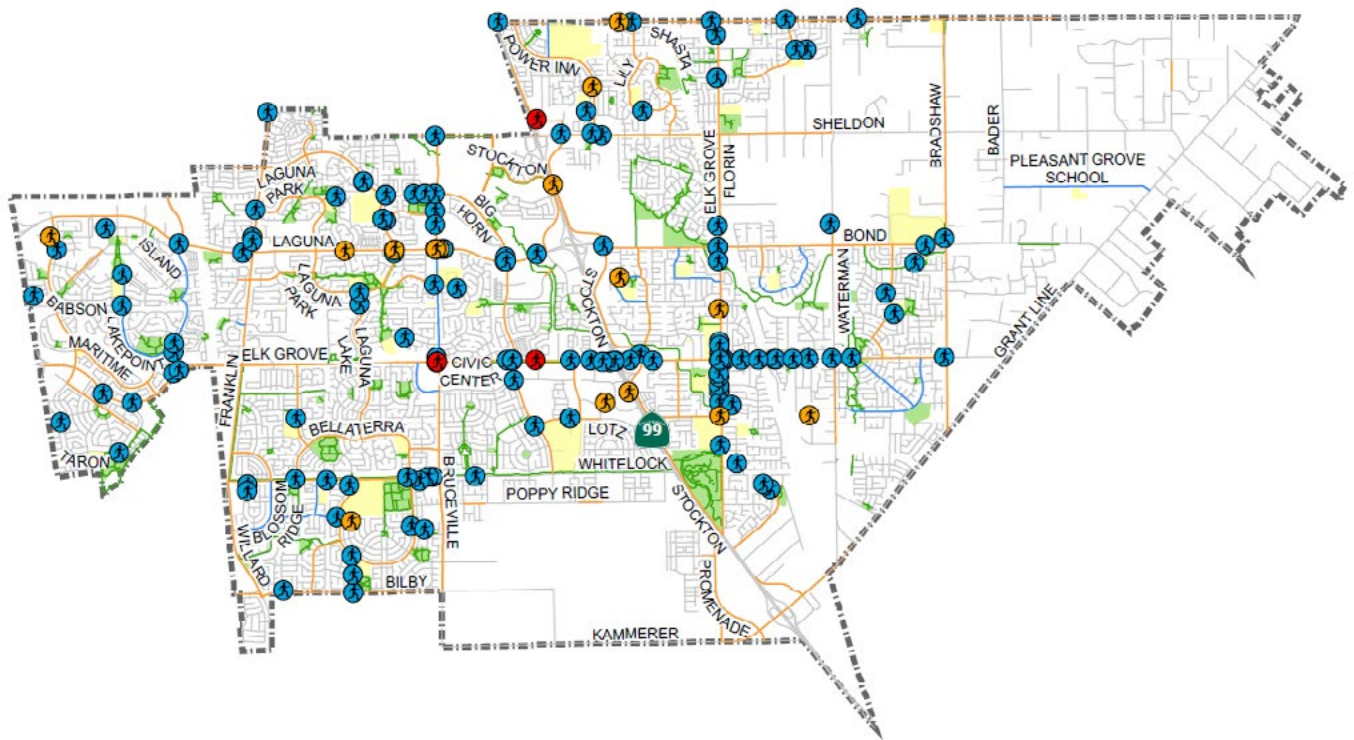 POWER INN
LILY
SHASTA
SHELDON
ELK GROVE
FLORIN
BRADSHAW
BADER
PLEASANT GROVE
SCHOOL
STOCKTON
LAGUNA
PARK
BIG
HORN
LAGUNA
ISLAND
BOND
WATERMAN
GRANT LINE
LAGUNA
PARK
STOCKTON
BABSON
LAKEPOINT
MARITIME
LAGUNA
LAKE
FRANKLIN
ELK GROVE
CIVIC
CENTER
BELLATERRA
LOTZ
99
TARON
WHITELOCK
POPPY RIDGE
BRUCEVILLE
BLOSSOM
RIDGE
WILLARD
STOCKTON
BILBY
PROMENADE
KAMMERER